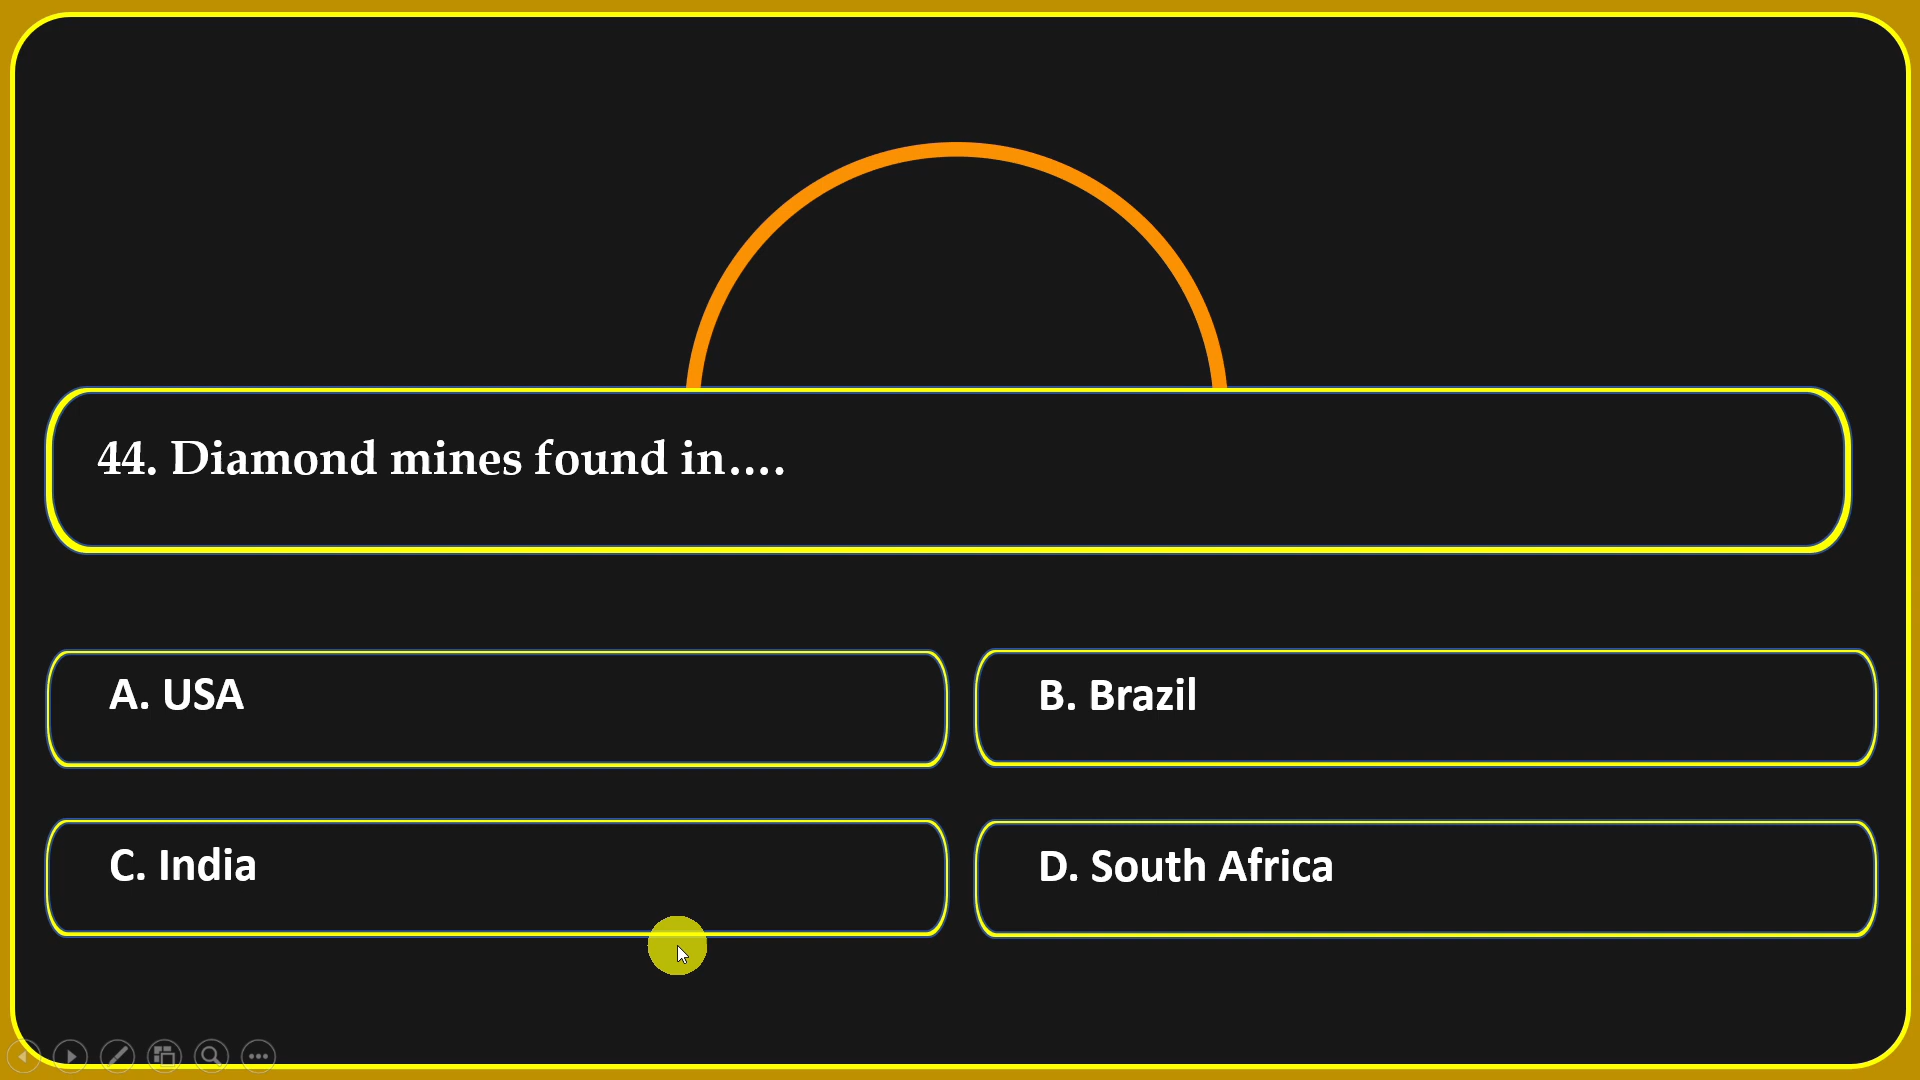 44. Diamond mines found in....
A. USA
B. Brazil
C. India
D. South Africa